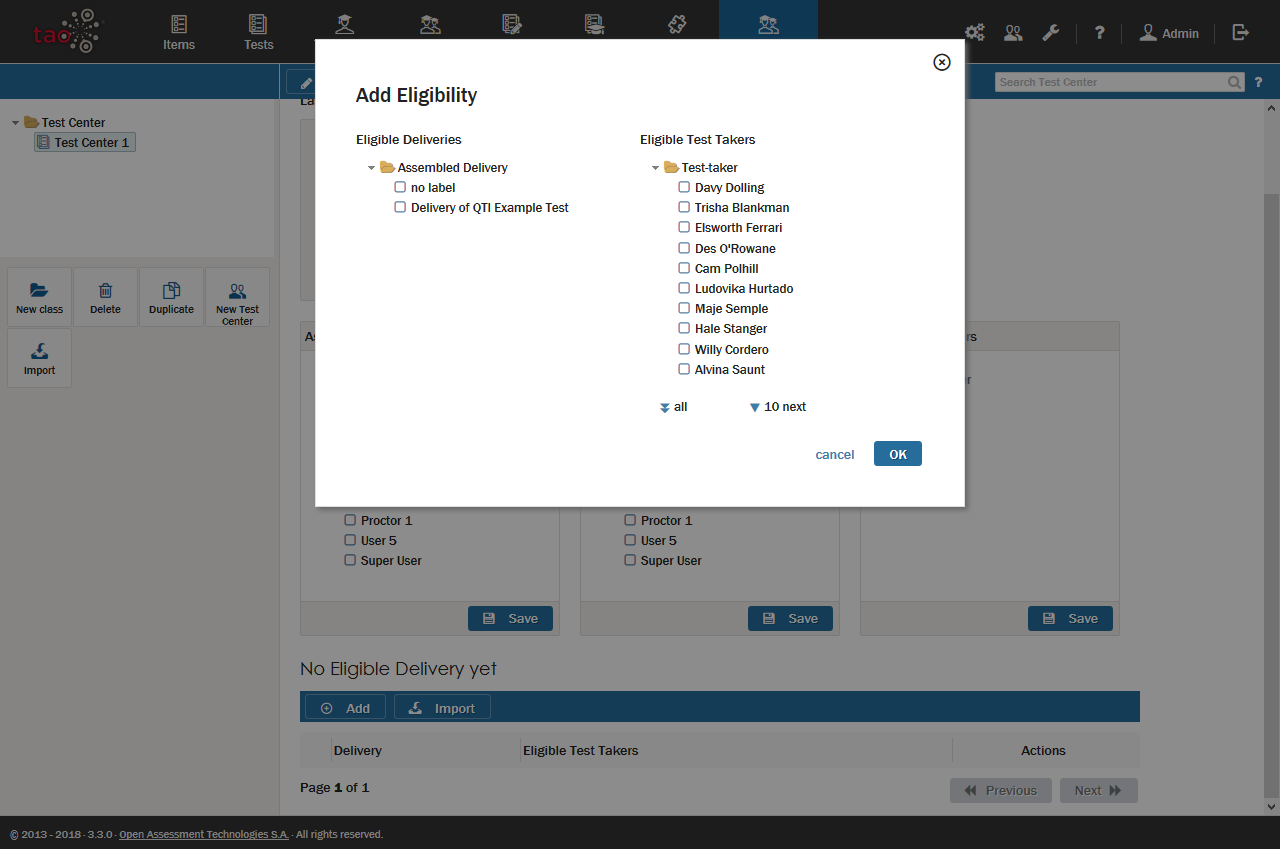 tao
Items
Tests
Admin
Search Test Center
?
Test Center
Test Center 1
New class
Delete
Duplicate
New Test center
Import
Add Eligibility
Eligible Deliveries
Eligible Test Takers
Assembled Delivery
no label
Delivery of QTI Example Test
Test-taker
Davy Dolling
Trisha Blankman
Elsworth Ferrari
Des O'Rowane
Cam Polhill
Ludovika Hurtado
Maje Semple
Hale Stanger
Willy Cordero
Alvina Saunt
all
10 next
cancel
OK
Proctor 1
User 5
Super User
Proctor 1
User 5
Super User
Save
Save
Save
No Eligible Delivery yet
Add
Import
Delivery
Eligible Test Takers
Actions
Page 1 of 1
Previous
Next
© 2013 - 2018 · 3.3.0 · Open Assessment Technologies S.A. · All rights reserved.